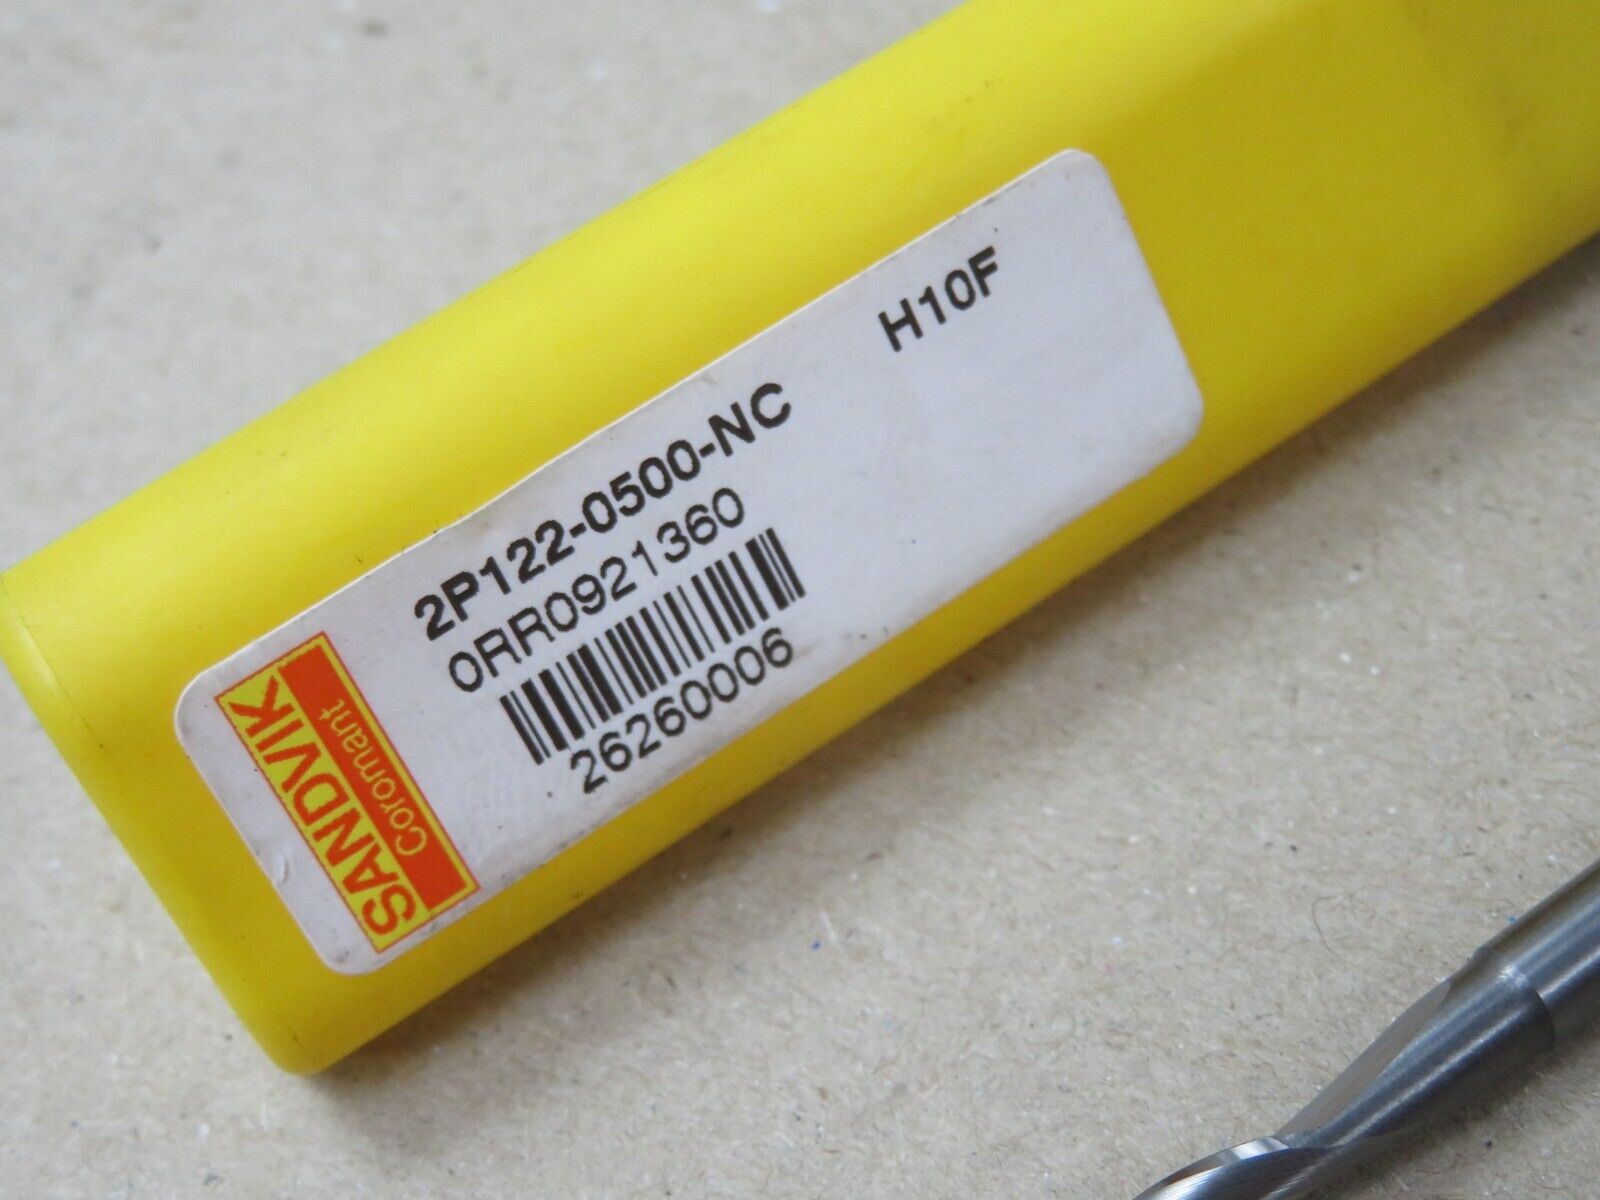 2P122-0500-NC H10F
0RR0921360
26260006
SANDVIK
Coromant